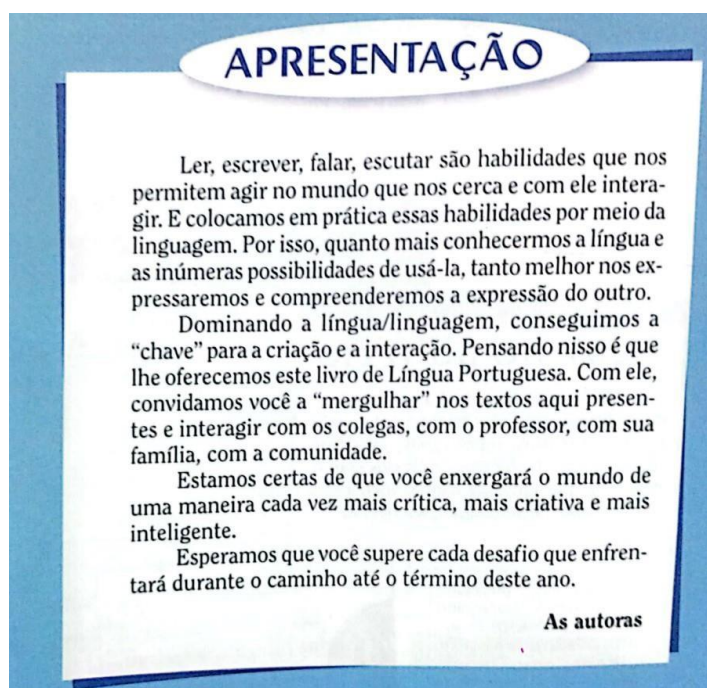 APRESENTAÇÃO
Ler, escrever, falar, escutar são habilidades que nos
permitem agir no mundo que nos cerca e com ele intera-
gir. E colocamos em prática essas habilidades por meio da
linguagem. Por isso, quanto mais conhecermos a língua e
as inúmeras possibilidades de usá-la, tanto melhor nos ex-
pressaremos e compreenderemos a expressão do outro.
Dominando a língua/linguagem, conseguimos a
“chave” para a criação e a interação. Pensando nisso é que
lhe oferecemos este livro de Língua Portuguesa. Com ele,
convidamos você a “mergulhar” nos textos aqui presen-
tes e interagir com os colegas, com o professor, com sua
família, com a comunidade.
Estamos certas de que você enxergará o mundo de
uma maneira cada vez mais crítica, mais criativa e mais
inteligente.
Esperamos que você supere cada desafio que enfren-
tará durante o caminho até o término deste ano.
As autoras